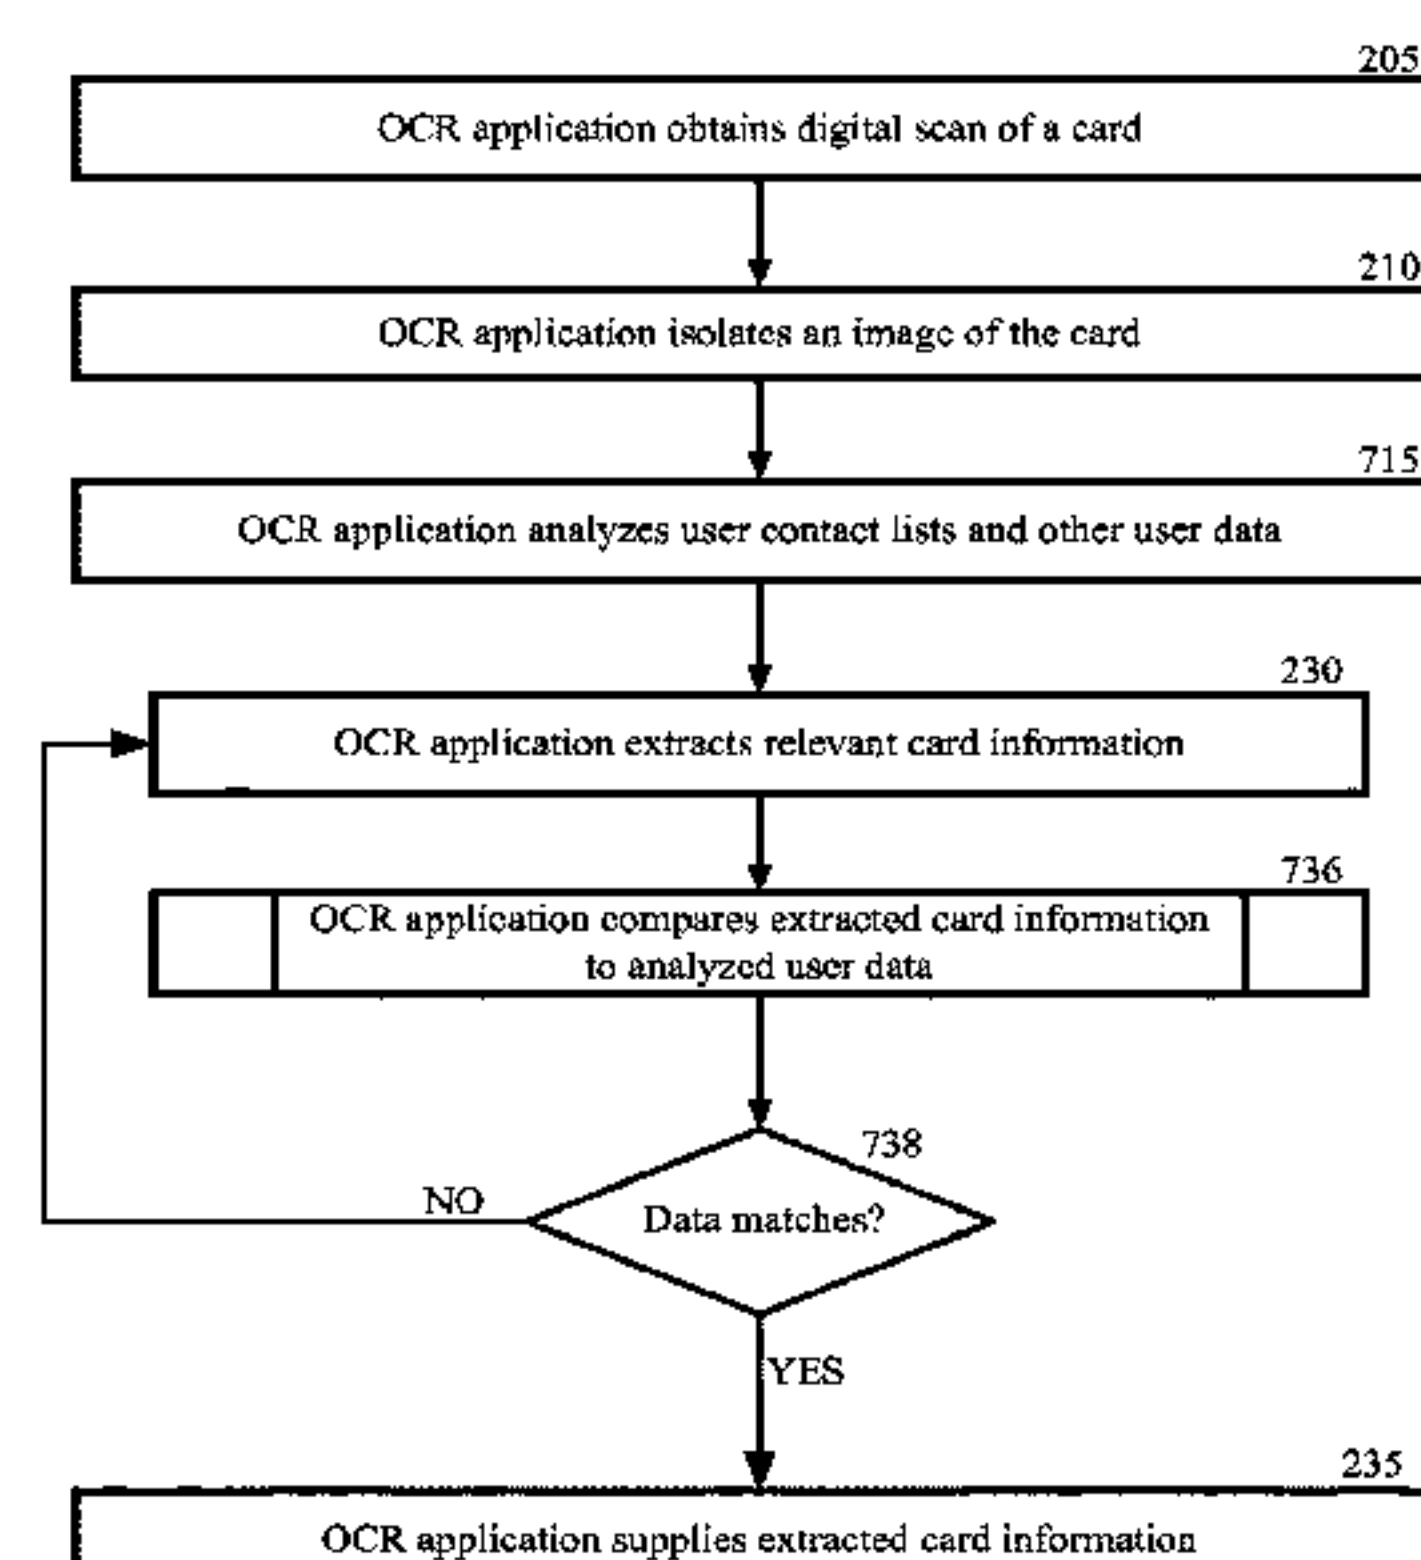 205
OCR application obtains digital scan of a card
210
OCR application isolates an image of the card
715
OCR application analyzes user contact lists and other user data
230
OCR application extracts relevant card information
736
OCR application compares extracted card information
to analyzed user data
738
NO
Data matches?
YES
235
OCR application supplies extracted card information